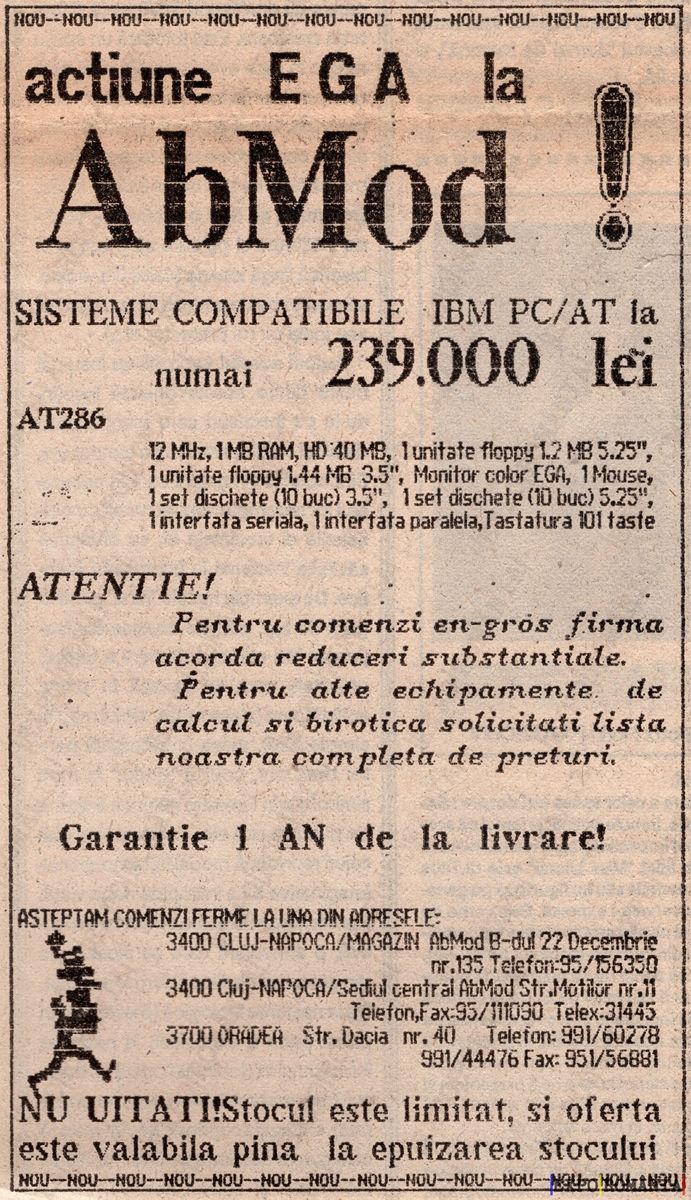 NOU--NOU--NOU--NOU--NOU--NOU--NOU--NOU--NOU--NOU--NOU--NOU
actiune EGA la
AbMod !
SISTEME COMPATIBILE IBM PC/AT la
numai 239.000 lei
AT286
12 MHz, 1 MB RAM, HD 40 MB, 1 unitate floppy 1.2 MB 5.25",
1 unitate floppy 1.44 MB 3.5", Monitor color EGA, 1 Mouse,
1 set dischete (10 buc) 3.5", 1 set dischete (10 buc) 5.25",
1 interfata seriala, 1 interfata paralela,Tastatura 101 taste
ATENTIE!
Pentru comenzi en-gros firma
acorda reduceri substantiale.
Pentru alte echipamente de
calcul si birotica solicitati lista
noastra completa de preturi.
Garantie 1 AN de la livrare!
ASTEPTAM COMENZI FERME LA UNA DIN ADRESELE:
3400 CLUJ-NAPOCA/MAGAZIN AbMod B-dul 22 Decembrie
nr.135 Telefon:95/156350
3400 Cluj-NAPOCA/Sediul central AbMod Str.Motilor nr.11
Telefon,Fax:95/111090 Telex:31445
3700 ORADEA Str. Dacia nr. 40 Telefon: 991/60278
991/44476 Fax: 951/56881
NU UITATI!Stocul este limitat, si oferta
este valabila pina la epuizarea stocului
NOU--NOU--NOU--NOU--NOU--NOU--NOU--NOU--NOU--NOU--NOU--NOU